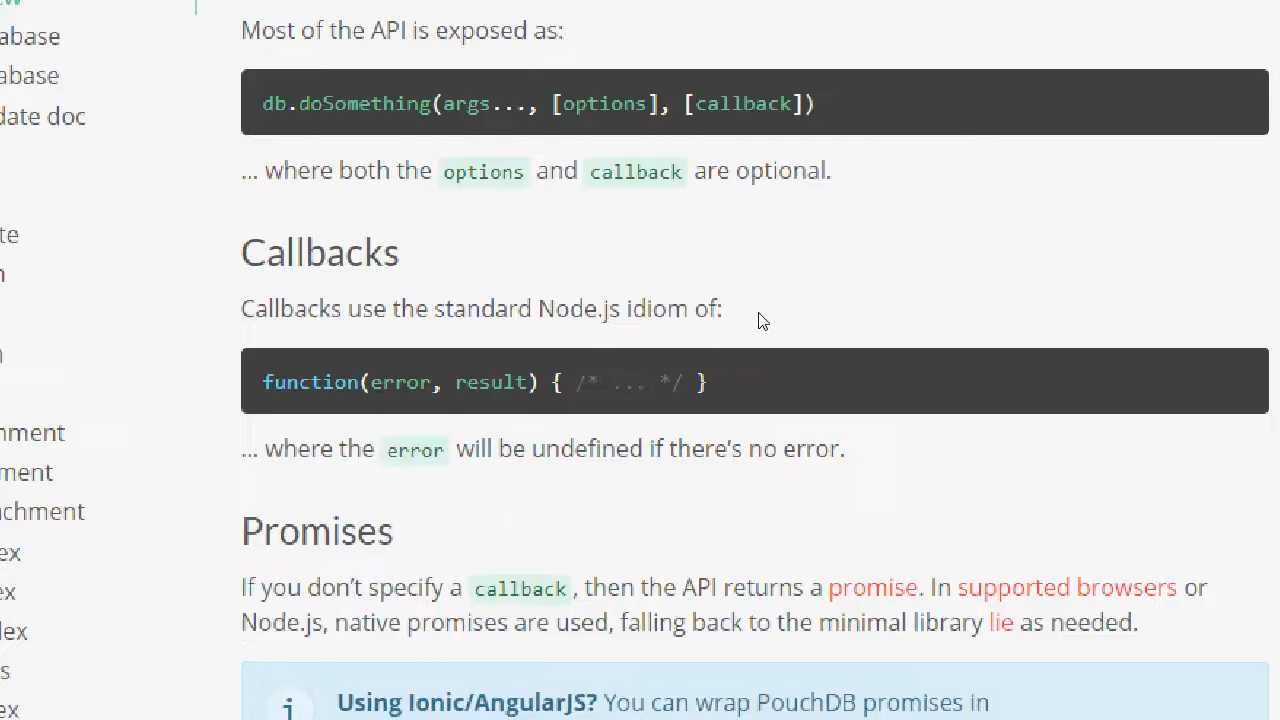 Most of the API is exposed as:
abase
db.doSomething(args..., [options], [callback])
abase
date doc
... where both the options and callback are optional.
te
Callbacks
n
Callbacks use the standard Node.js idiom of:
function(error, result) { /* ... */ }
nment
... where the error will be undefined if there's no error.
ment
achment
Promises
ex
If you don't specify a callback, then the API returns a promise. In supported browsers or
Node.js, native promises are used, falling back to the minimal library lie as needed.
lex
s
Using Ionic/AngularJS? You can wrap PouchDB promises in
ex